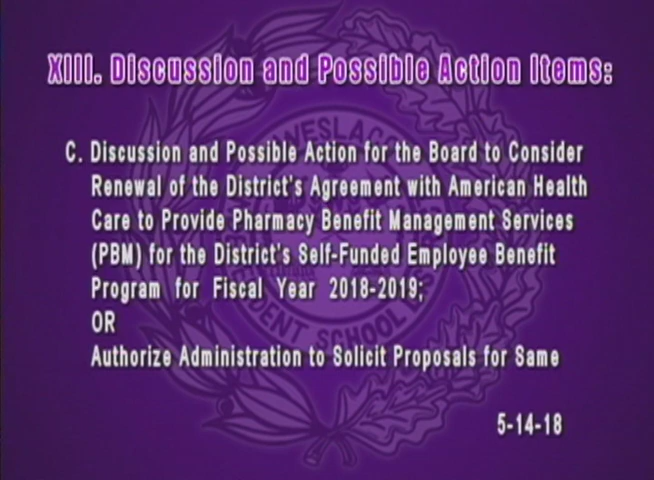 XIII. Discussion and Possible Action Items:
C. Discussion and Possible Action for the Board to Consider
Renewal of the District's Agreement with American Health
Care to Provide Pharmacy Benefit Management Services
(PBM) for the District's Self-Funded Employee Benefit
Program for Fiscal Year 2018-2019;
OR
Authorize Administration to Solicit Proposals for Same
5-14-18
WESLACO
SCHOOL